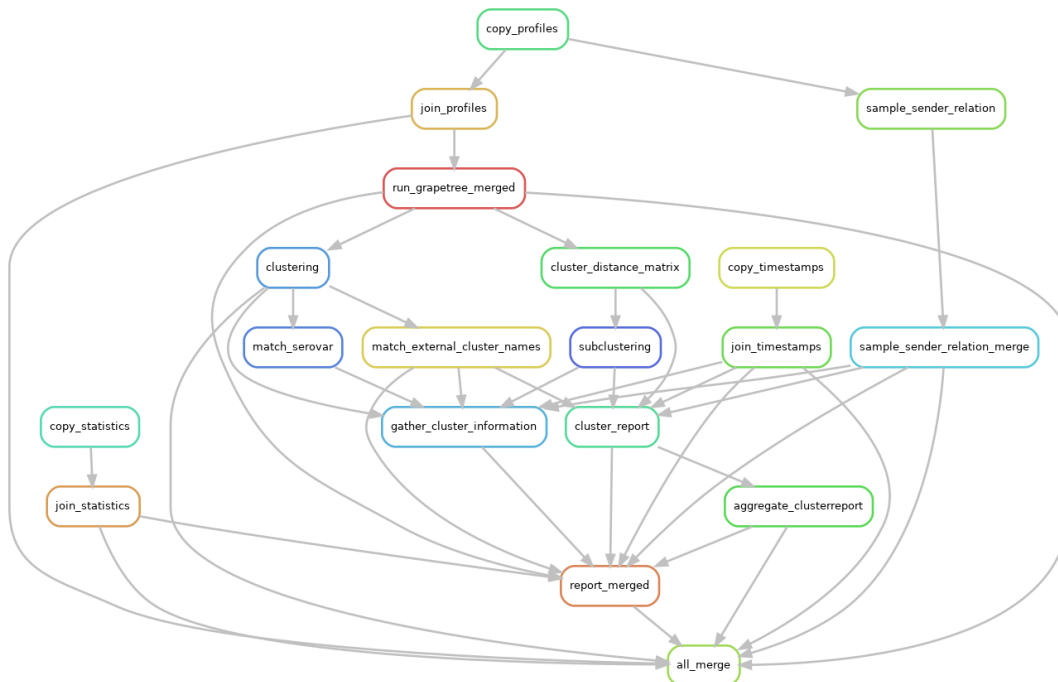 copy_profiles
join_profiles
sample_sender_relation
run_grapetree_merged
clustering
cluster_distance_matrix
copy_timestamps
match_serovar
match_external_cluster_names
subclustering
join_timestamps
sample_sender_relation_merge
copy_statistics
gather_cluster_information
cluster_report
join_statistics
aggregate_clusterreport
report_merged
all_merge